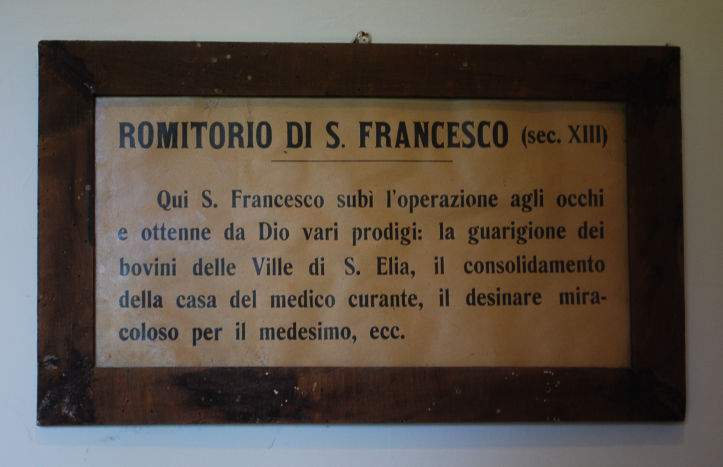 ROMITORIO DI S. FRANCESCO (sec. XIII)
Qui S. Francesco subì l'operazione agli occhi
e ottenne da Dio vari prodigi: la guarigione dei
bovini delle Ville di S. Elia, il consolidamento
della casa del medico curante, il desinare mira-
coloso per il medesimo, ecc.